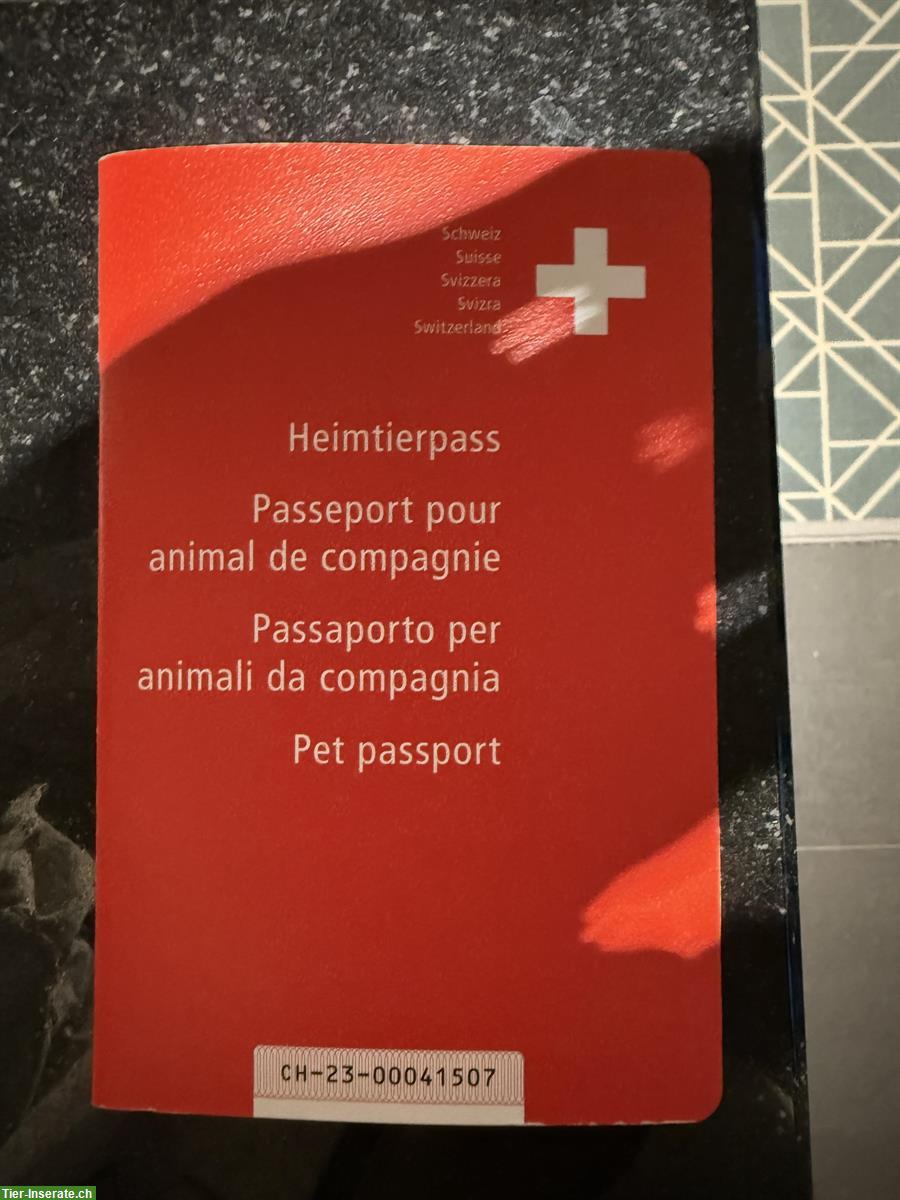 Schweiz
Suisse
Svizzera
Svizra
Switzerland
Heimtierpass
Passeport pour
animal de compagnie
Passaporto per
animali da compagnia
Pet passport
CH-23-00041507
Tier-Inserate.ch